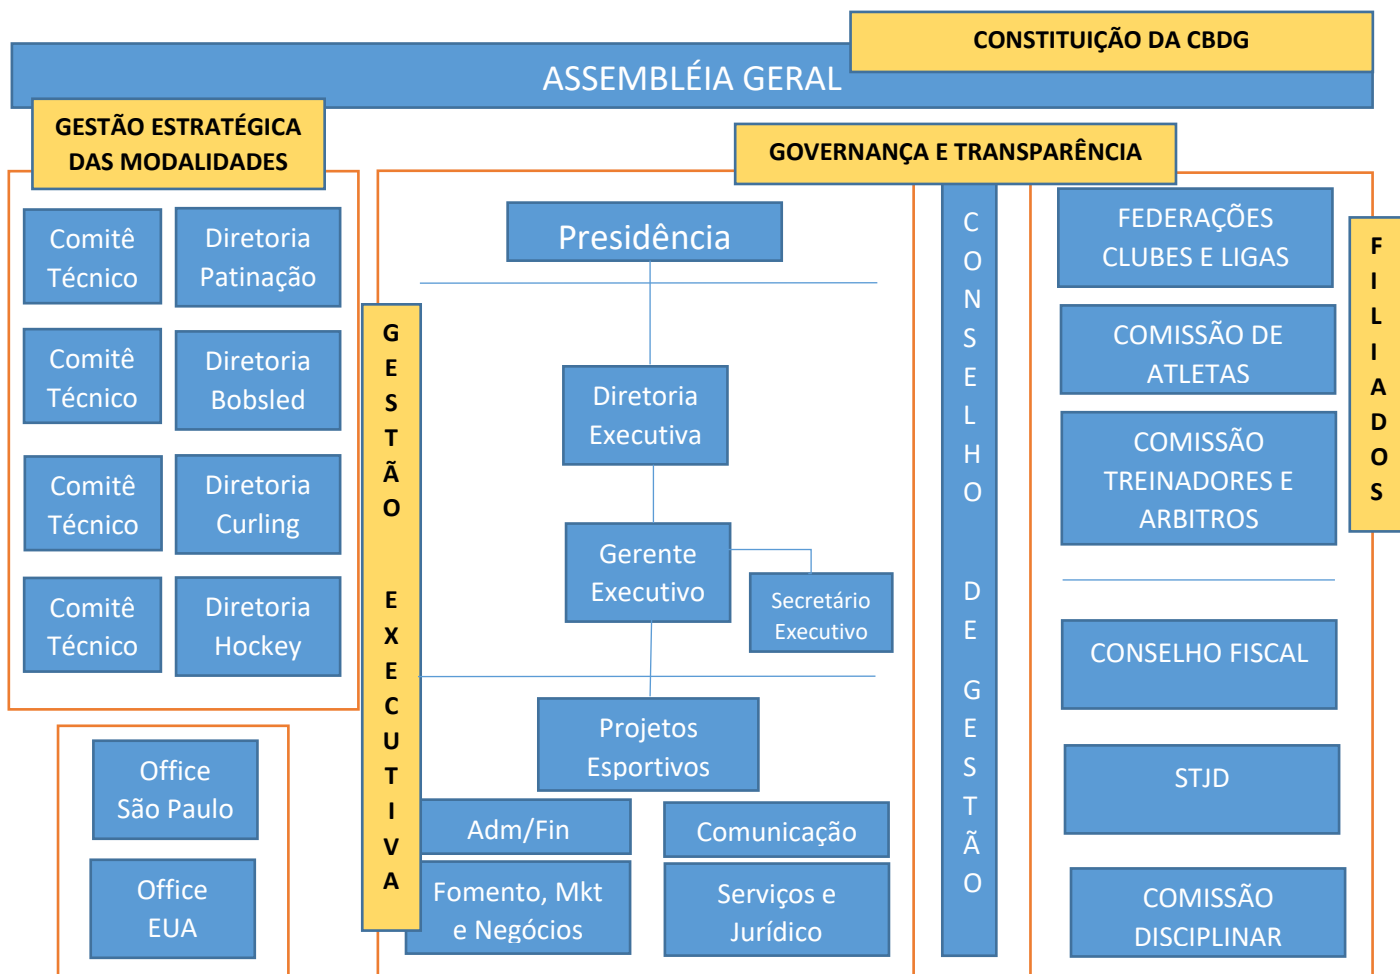 CONSTITUIÇÃO DA CBDG
ASSEMBLÉIA GERAL
GESTÃO ESTRATÉGICA
DAS MODALIDADES
GOVERNANÇA E TRANSPARÊNCIA
Comitê
Técnico
Diretoria
Patinação
Comitê
Técnico
Diretoria
Bobsled
Comitê
Técnico
Diretoria
Curling
Comitê
Técnico
Diretoria
Hockey
Office
São Paulo
Office
EUA
GESTÃO EXECUTIVA
Presidência
Diretoria
Executiva
Gerente
Executivo
Secretário
Executivo
Projetos
Esportivos
Adm/Fin
Comunicação
Fomento, Mkt
e Negócios
Serviços e
Jurídico
CONSELHO DE GESTÃO
FEDERAÇÕES
CLUBES E LIGAS
COMISSÃO DE
ATLETAS
COMISSÃO
TREINADORES E
ARBITROS
CONSELHO FISCAL
STJD
COMISSÃO
DISCIPLINAR
FILIADOS